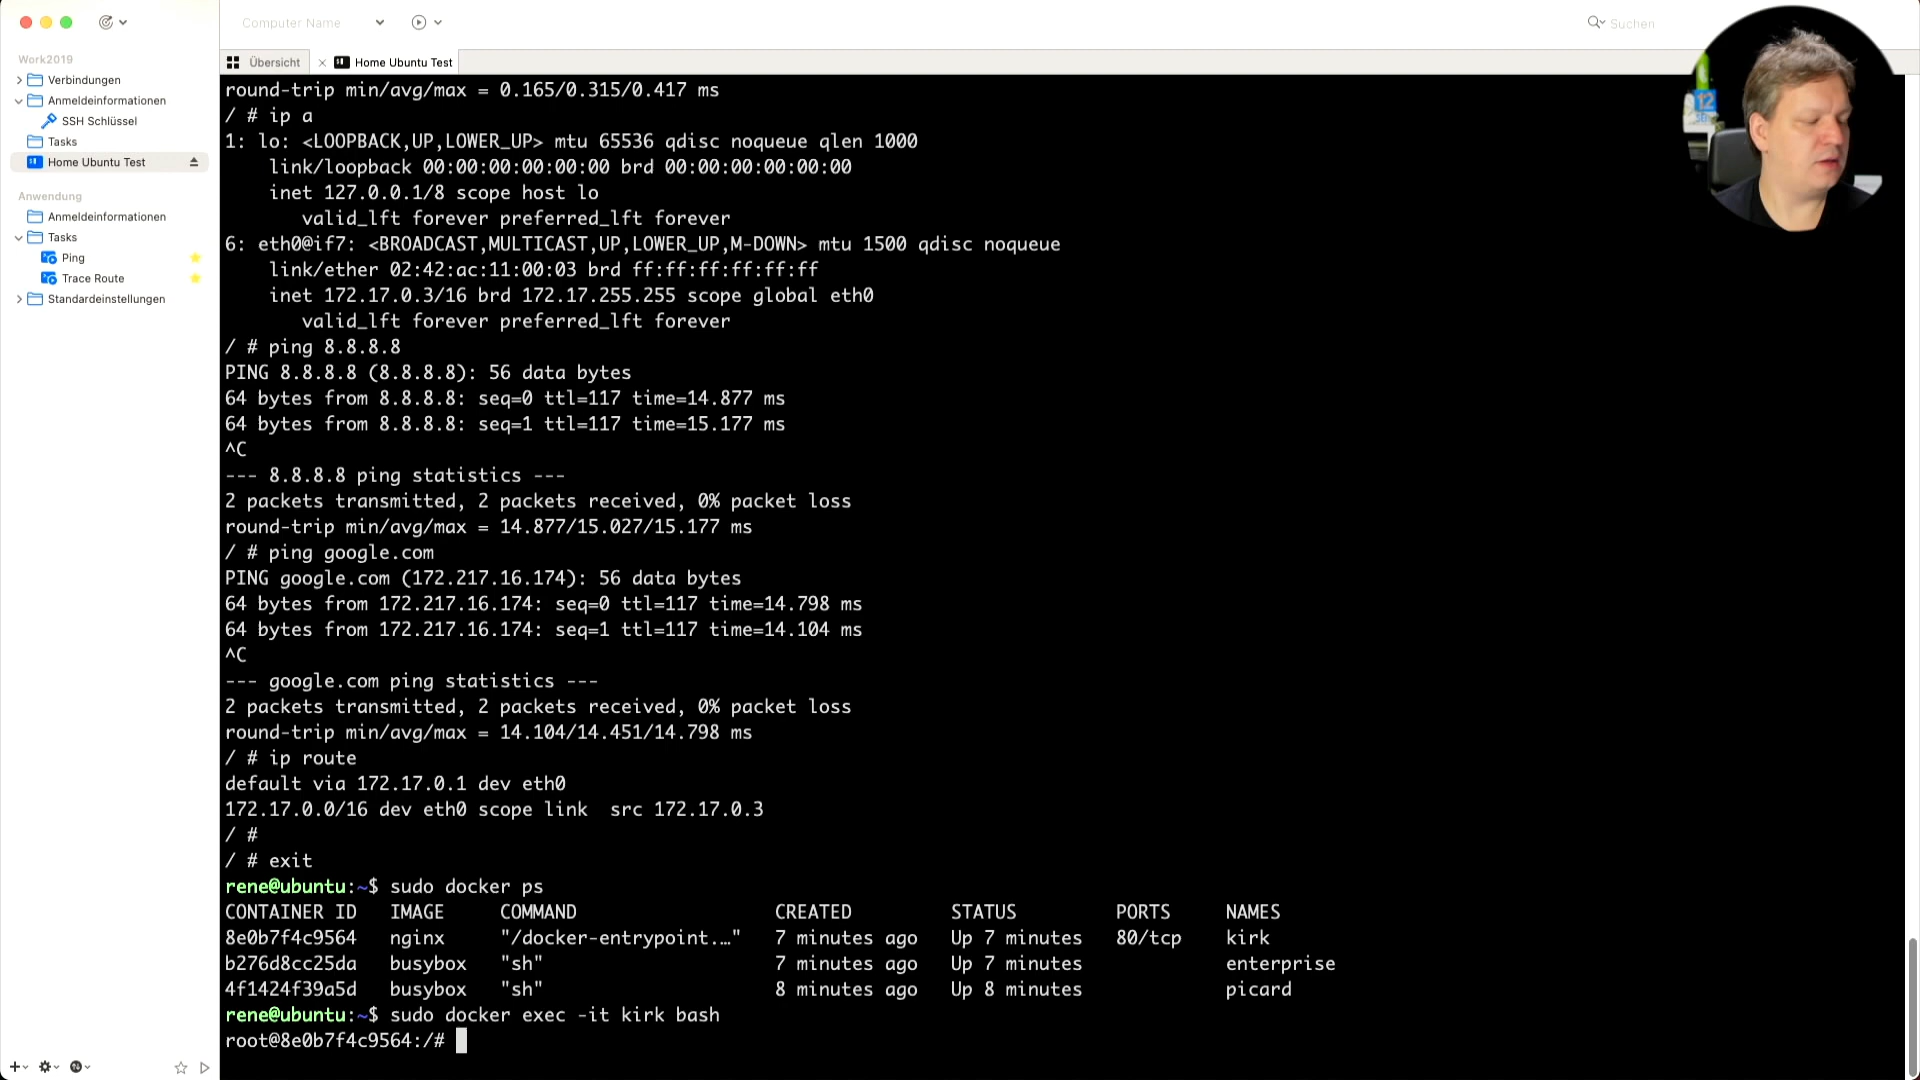 Computer Name
Suchen
Work2019
Verbindungen
Anmeldeinformationen
SSH Schlüssel
Tasks
Home Ubuntu Test
Anwendung
Anmeldeinformationen
Tasks
Ping
Trace Route
Standardeinstellungen
Übersicht
Home Ubuntu Test
round-trip min/avg/max = 0.165/0.315/0.417 ms
/ # ip a
1: lo: <LOOPBACK,UP,LOWER_UP> mtu 65536 qdisc noqueue qlen 1000
    link/loopback 00:00:00:00:00:00 brd 00:00:00:00:00:00
    inet 127.0.0.1/8 scope host lo
       valid_lft forever preferred_lft forever
6: eth0@if7: <BROADCAST,MULTICAST,UP,LOWER_UP,M-DOWN> mtu 1500 qdisc noqueue
    link/ether 02:42:ac:11:00:03 brd ff:ff:ff:ff:ff:ff
    inet 172.17.0.3/16 brd 172.17.255.255 scope global eth0
       valid_lft forever preferred_lft forever
/ # ping 8.8.8.8
PING 8.8.8.8 (8.8.8.8): 56 data bytes
64 bytes from 8.8.8.8: seq=0 ttl=117 time=14.877 ms
64 bytes from 8.8.8.8: seq=1 ttl=117 time=15.177 ms
^C
--- 8.8.8.8 ping statistics ---
2 packets transmitted, 2 packets received, 0% packet loss
round-trip min/avg/max = 14.877/15.027/15.177 ms
/ # ping google.com
PING google.com (172.217.16.174): 56 data bytes
64 bytes from 172.217.16.174: seq=0 ttl=117 time=14.798 ms
64 bytes from 172.217.16.174: seq=1 ttl=117 time=14.104 ms
^C
--- google.com ping statistics ---
2 packets transmitted, 2 packets received, 0% packet loss
round-trip min/avg/max = 14.104/14.451/14.798 ms
/ # ip route
default via 172.17.0.1 dev eth0
172.17.0.0/16 dev eth0 scope link  src 172.17.0.3
/ #
/ # exit
rene@ubuntu:~$ sudo docker ps
CONTAINER ID   IMAGE     COMMAND                  CREATED         STATUS         PORTS     NAMES
8e0b7f4c9564   nginx     "/docker-entrypoint.…"   7 minutes ago   Up 7 minutes   80/tcp    kirk
b276d8cc25da   busybox   "sh"                     7 minutes ago   Up 7 minutes             enterprise
4f1424f39a5d   busybox   "sh"                     8 minutes ago   Up 8 minutes             picard
rene@ubuntu:~$ sudo docker exec -it kirk bash
root@8e0b7f4c9564:/#
12